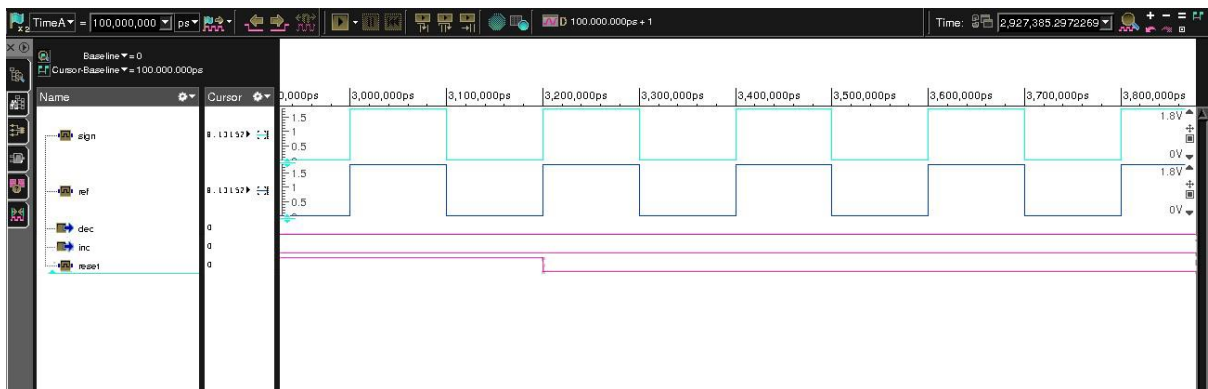 x2 TimeA = 100,000,000 ps D 100.000.000ps + 1 Time: 2,927,385.2972269 + - =
Baseline = 0
Cursor-Baseline = 100.000.000ps
Name Cursor 0,000ps 3,000,000ps 3,100,000ps 3,200,000ps 3,300,000ps 3,400,000ps 3,500,000ps 3,600,000ps 3,700,000ps 3,800,000ps
1.5 1.8V
sign 1
0.5
0V
1.5 1.8V
ref 1
0.5
0V
dec 0
inc 0
reset 0